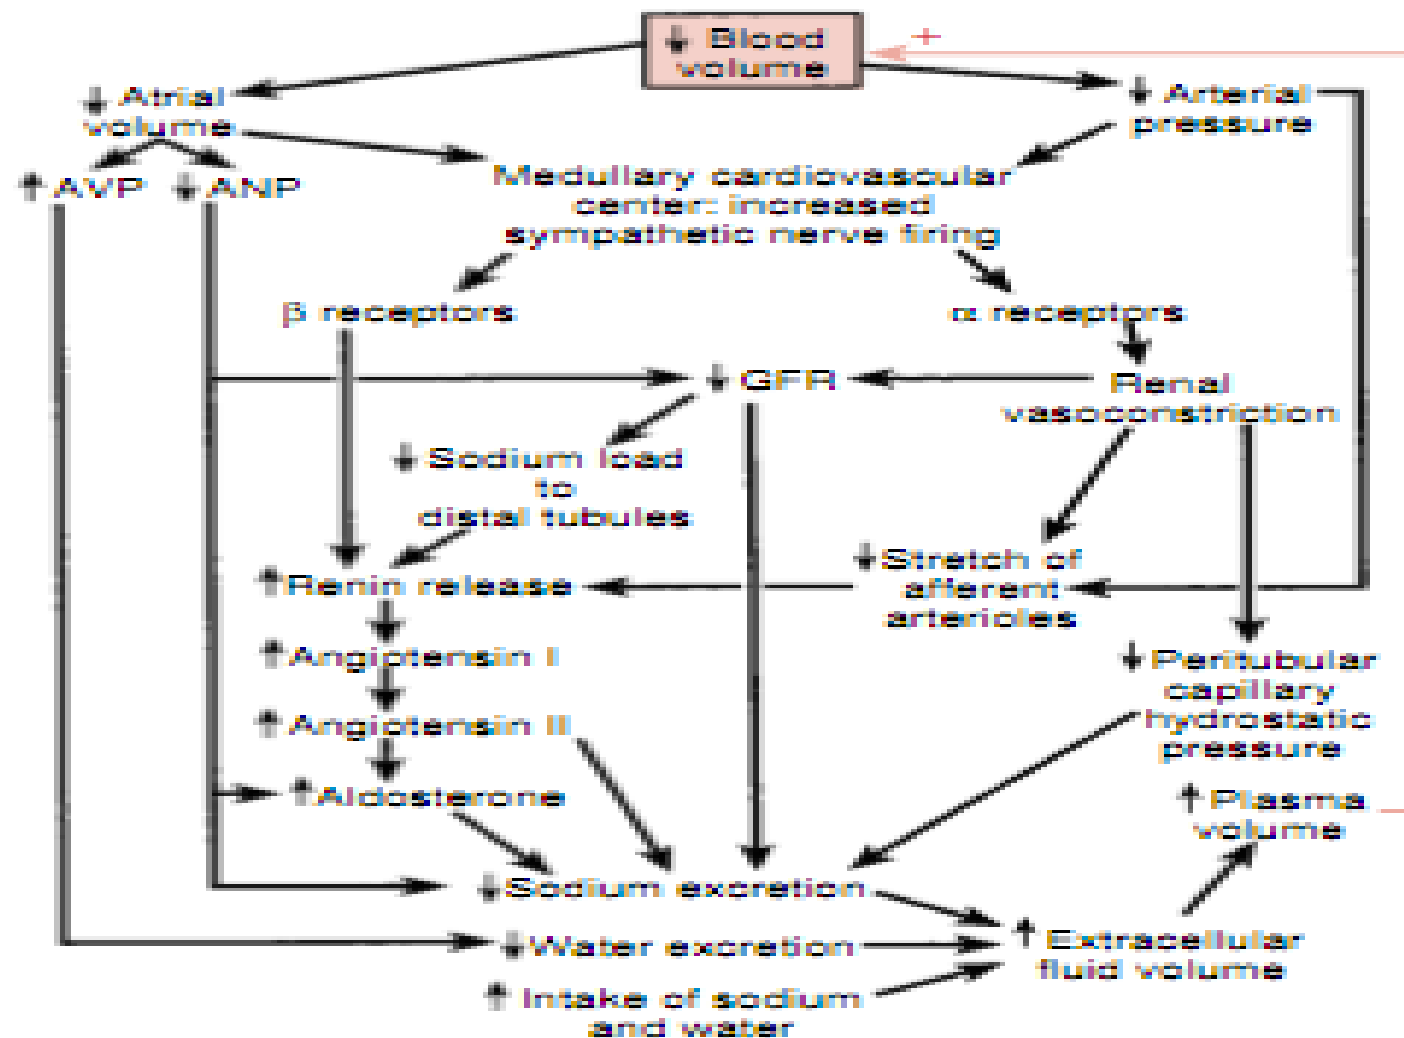 ↓ Blood
volume
+
↓ Atrial
volume
↓ Arterial
pressure
↑ AVP
↓ ANP
Medullary cardiovascular
center: increased
sympathetic nerve firing
β receptors
α receptors
↓ GFR
Renal
vasoconstriction
↓ Sodium load
to
distal tubules
↓ Stretch of
afferent
arterioles
↑ Renin release
↑ Angiotensin I
↓ Peritubular
capillary
hydrostatic
pressure
↑ Angiotensin II
↑ Aldosterone
↑ Plasma
volume
↓ Sodium excretion
↓ Water excretion
↑ Extracellular
fluid volume
↑ Intake of sodium
and water